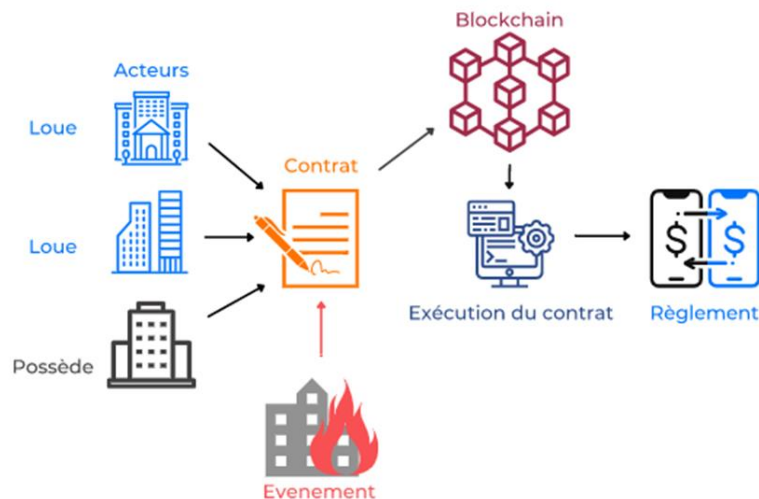 Blockchain
Acteurs
Loue
Contrat
Loue
Exécution du contrat
Règlement
Possède
Evenement